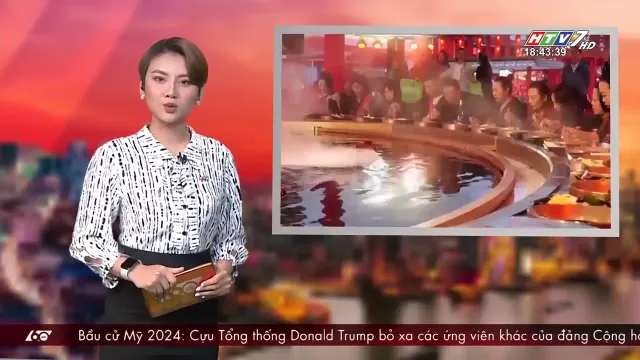 HTV7 HD
18:43:39
60 Bầu cử Mỹ 2024: Cựu Tổng thống Donald Trump bỏ xa các ứng viên khác của đảng Cộng h